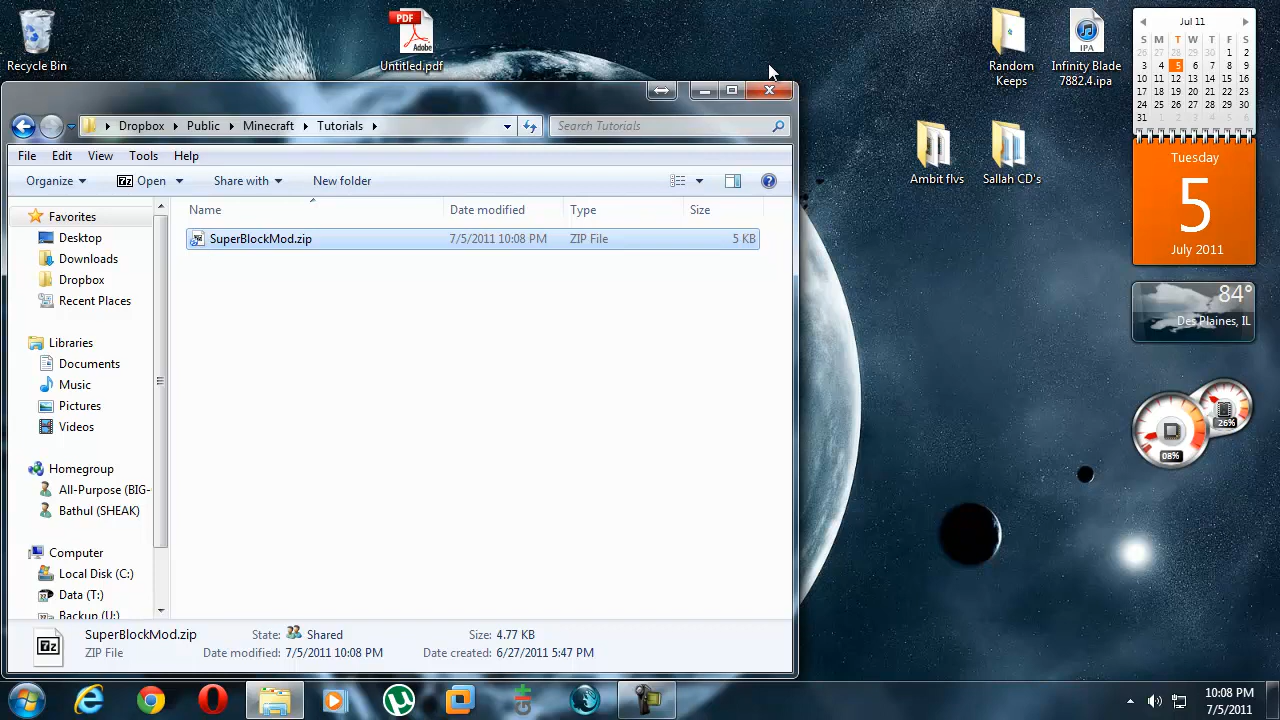 Recycle Bin
PDF
Adobe
Untitled.pdf
Random
Keeps
IPA
Infinity Blade
7882.4.ipa
Ambit flvs
Sallah CD's
Jul 11
S M T W T F S
26 27 28 29 30 1 2
3 4 5 6 7 8 9
10 11 12 13 14 15 16
17 18 19 20 21 22 23
24 25 26 27 28 29 30
31 1 2 3 4 5 6
Tuesday
5
July 2011
84°
Des Plaines, IL
26%
08%
Dropbox Public Minecraft Tutorials
Search Tutorials
File Edit View Tools Help
Organize 7z Open Share with New folder
Name Date modified Type Size
SuperBlockMod.zip 7/5/2011 10:08 PM ZIP File 5 KB
Favorites
Desktop
Downloads
Dropbox
Recent Places
Libraries
Documents
Music
Pictures
Videos
Homegroup
All-Purpose (BIG-
Bathul (SHEAK)
Computer
Local Disk (C:)
Data (T:)
Backup (U:)
7z
SuperBlockMod.zip State: Shared Size: 4.77 KB
ZIP File Date modified: 7/5/2011 10:08 PM Date created: 6/27/2011 5:47 PM
10:08 PM
7/5/2011